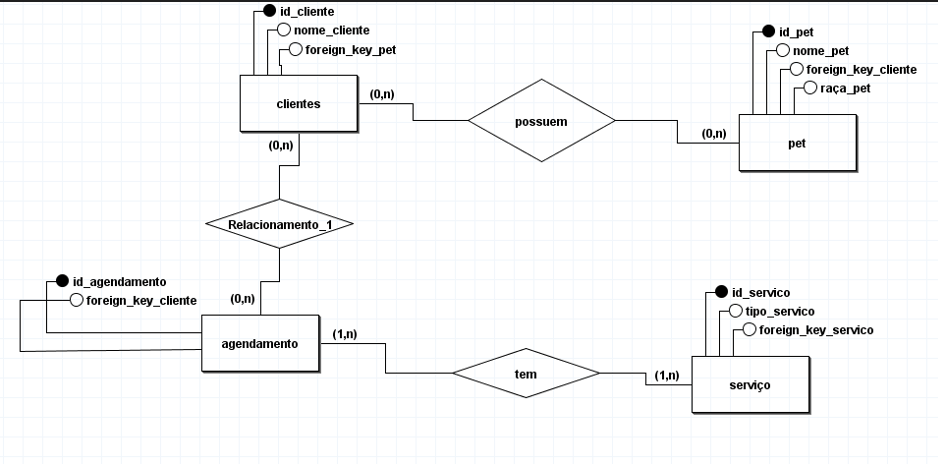 id_cliente
nome_cliente
foreign_key_pet
clientes
(0,n)
possuem
(0,n)
id_pet
nome_pet
foreign_key_cliente
raça_pet
pet
(0,n)
Relacionamento_1
(0,n)
id_agendamento
foreign_key_cliente
agendamento
(1,n)
tem
(1,n)
id_servico
tipo_servico
foreign_key_servico
serviço